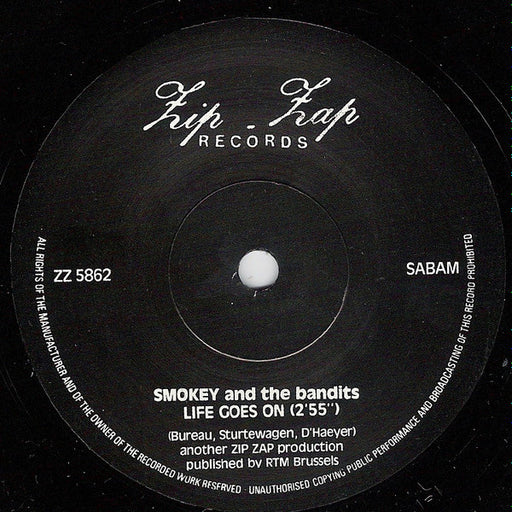 Zip-Zap
RECORDS
ZZ 5862
SABAM
SMOKEY and the bandits
LIFE GOES ON (2'55")
(Bureau, Sturtewagen, D'Haeyer)
another ZIP ZAP production
published by RTM Brussels
ALL RIGHTS OF THE MANUFACTURER AND OF THE OWNER OF THE RECORDED WORK RESERVED · UNAUTHORISED COPYING PUBLIC PERFORMANCE AND BROADCASTING OF THIS RECORD PROHIBITED